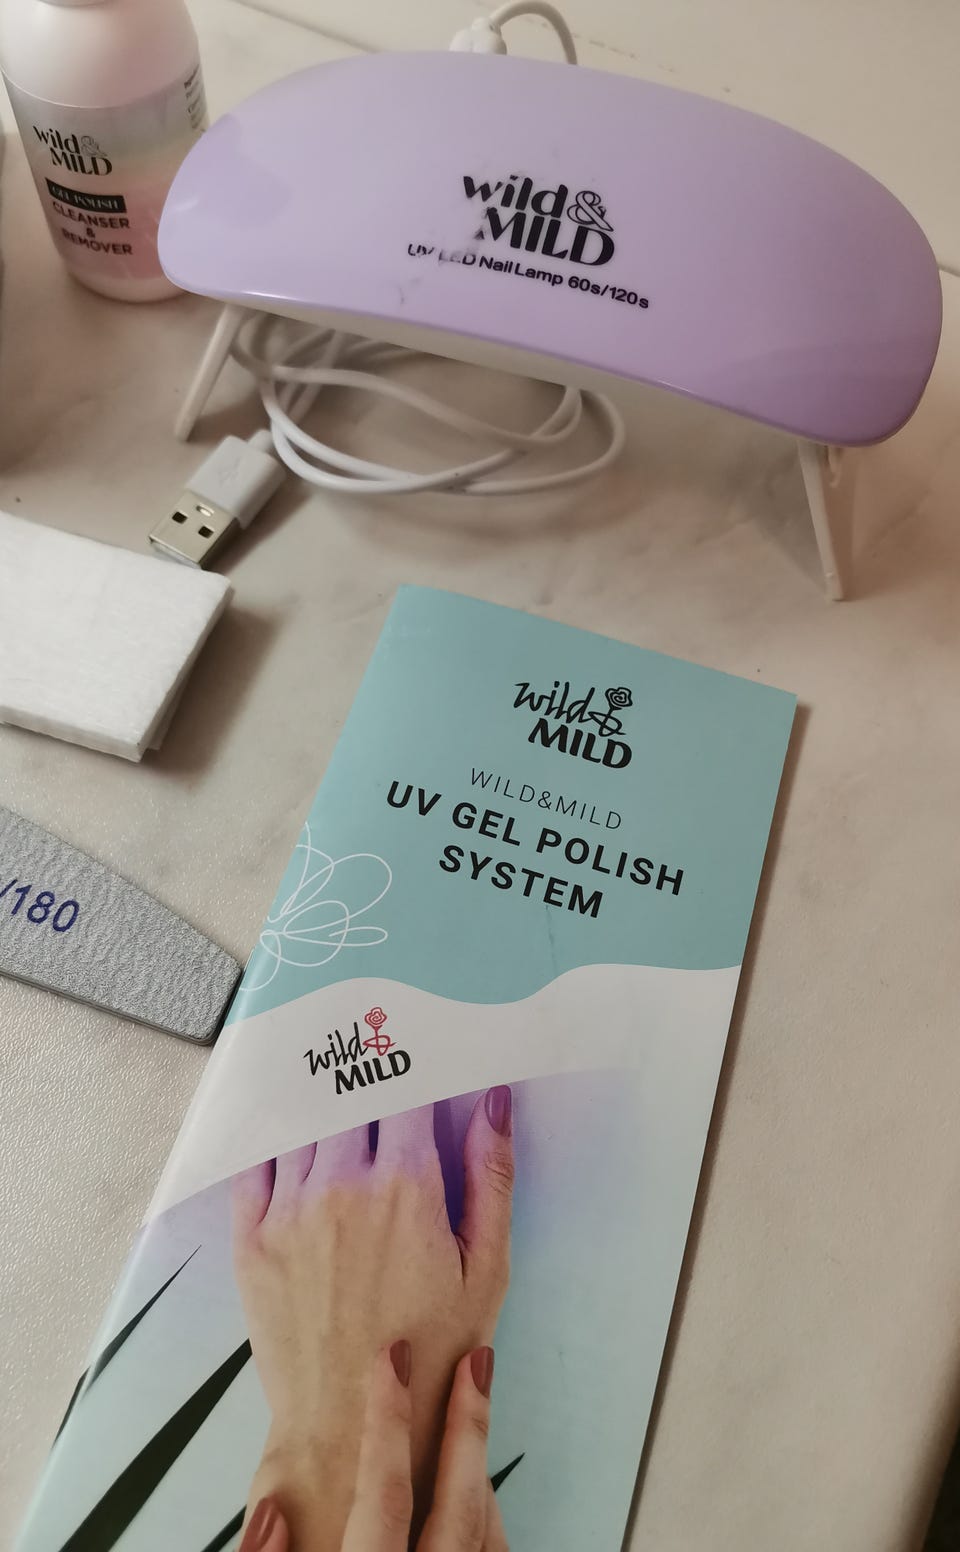 wild&
MILD
GEL POLISH
CLEANSER
&
REMOVER
wild&
MILD
UV LED Nail Lamp 60s/120s
/180
wild&
MILD
WILD&MILD
UV GEL POLISH
SYSTEM
wild&
MILD